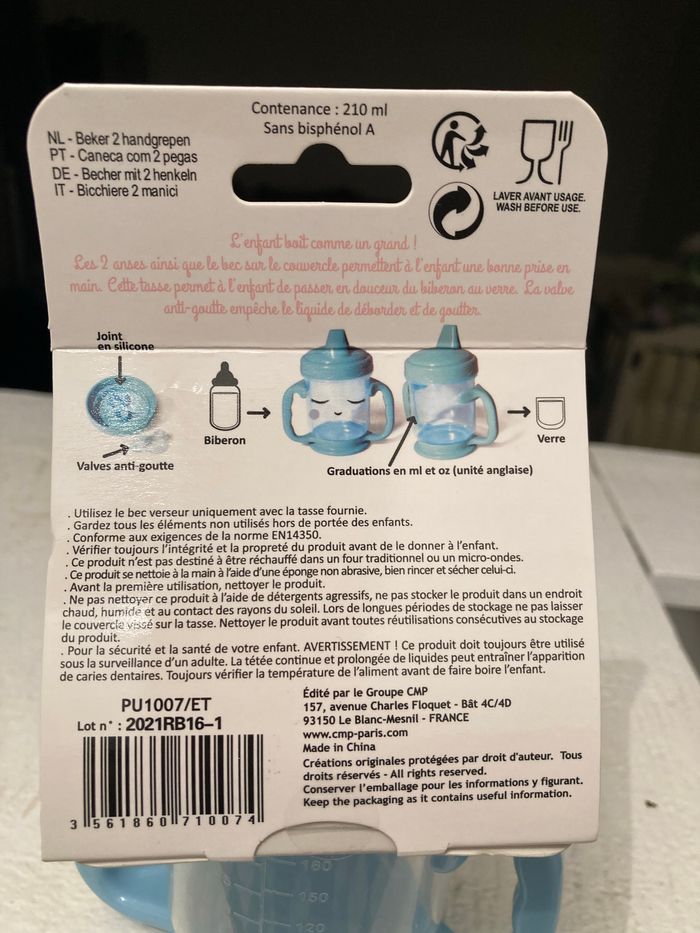 Contenance : 210 ml
Sans bisphénol A
NL - Beker 2 handgrepen
PT - Caneca com 2 pegas
DE - Becher mit 2 henkeln
IT - Bicchiere 2 manici
LAVER AVANT USAGE.
WASH BEFORE USE.
L'enfant boit comme un grand !
Les 2 anses ainsi que le bec sur le couvercle permettent à l'enfant une bonne prise en
main. Cette tasse permet à l'enfant de passer en douceur du biberon au verre. La valve
anti-goutte empêche le liquide de déborder et de goutter.
Joint
en silicone
Valves anti-goutte
Biberon
Graduations en ml et oz (unité anglaise)
Verre
. Utilisez le bec verseur uniquement avec la tasse fournie.
. Gardez tous les éléments non utilisés hors de portée des enfants.
. Conforme aux exigences de la norme EN14350.
. Vérifier toujours l'intégrité et la propreté du produit avant de le donner à l'enfant.
. Ce produit n'est pas destiné à être réchauffé dans un four traditionnel ou un micro-ondes.
. Ce produit se nettoie à la main à l'aide d'une éponge non abrasive, bien rincer et sécher celui-ci.
. Avant la première utilisation, nettoyer le produit.
. Ne pas nettoyer ce produit à l'aide de détergents agressifs, ne pas stocker le produit dans un endroit
chaud, humide et au contact des rayons du soleil. Lors de longues périodes de stockage ne pas laisser
le couvercle vissé sur la tasse. Nettoyer le produit avant toutes réutilisations consécutives au stockage
du produit.
. Pour la sécurité et la santé de votre enfant. AVERTISSEMENT ! Ce produit doit toujours être utilisé
sous la surveillance d'un adulte. La tétée continue et prolongée de liquides peut entraîner l'apparition
de caries dentaires. Toujours vérifier la température de l'aliment avant de faire boire l'enfant.
PU1007/ET
Lot n° : 2021RB16-1
3 561860 710074
Édité par le Groupe CMP
157, avenue Charles Floquet - Bât 4C/4D
93150 Le Blanc-Mesnil - FRANCE
www.cmp-paris.com
Made in China
Créations originales protégées par droit d'auteur. Tous
droits réservés - All rights reserved.
Conserver l'emballage pour les informations y figurant.
Keep the packaging as it contains useful information.
180
150
120